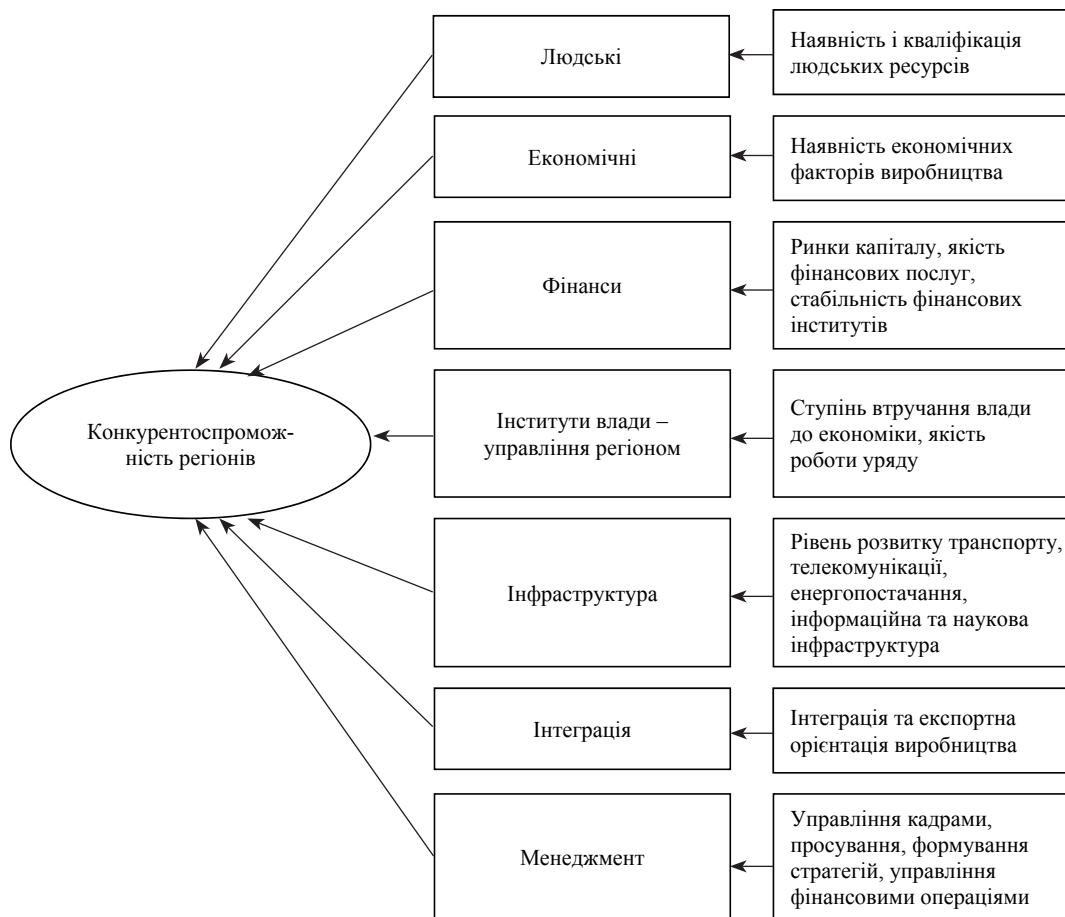 Людські
Наявність і кваліфікація
людських ресурсів
Економічні
Наявність економічних
факторів виробництва
Фінанси
Ринки капіталу, якість
фінансових послуг,
стабільність фінансових
інститутів
Конкурентоспромож-
ність регіонів
Інститути влади –
управління регіоном
Ступінь втручання влади
до економіки, якість
роботи уряду
Інфраструктура
Рівень розвитку транспорту,
телекомунікації,
енергопостачання,
інформаційна та наукова
інфраструктура
Інтеграція
Інтеграція та експортна
орієнтація виробництва
Менеджмент
Управління кадрами,
просування, формування
стратегій, управління
фінансовими операціями